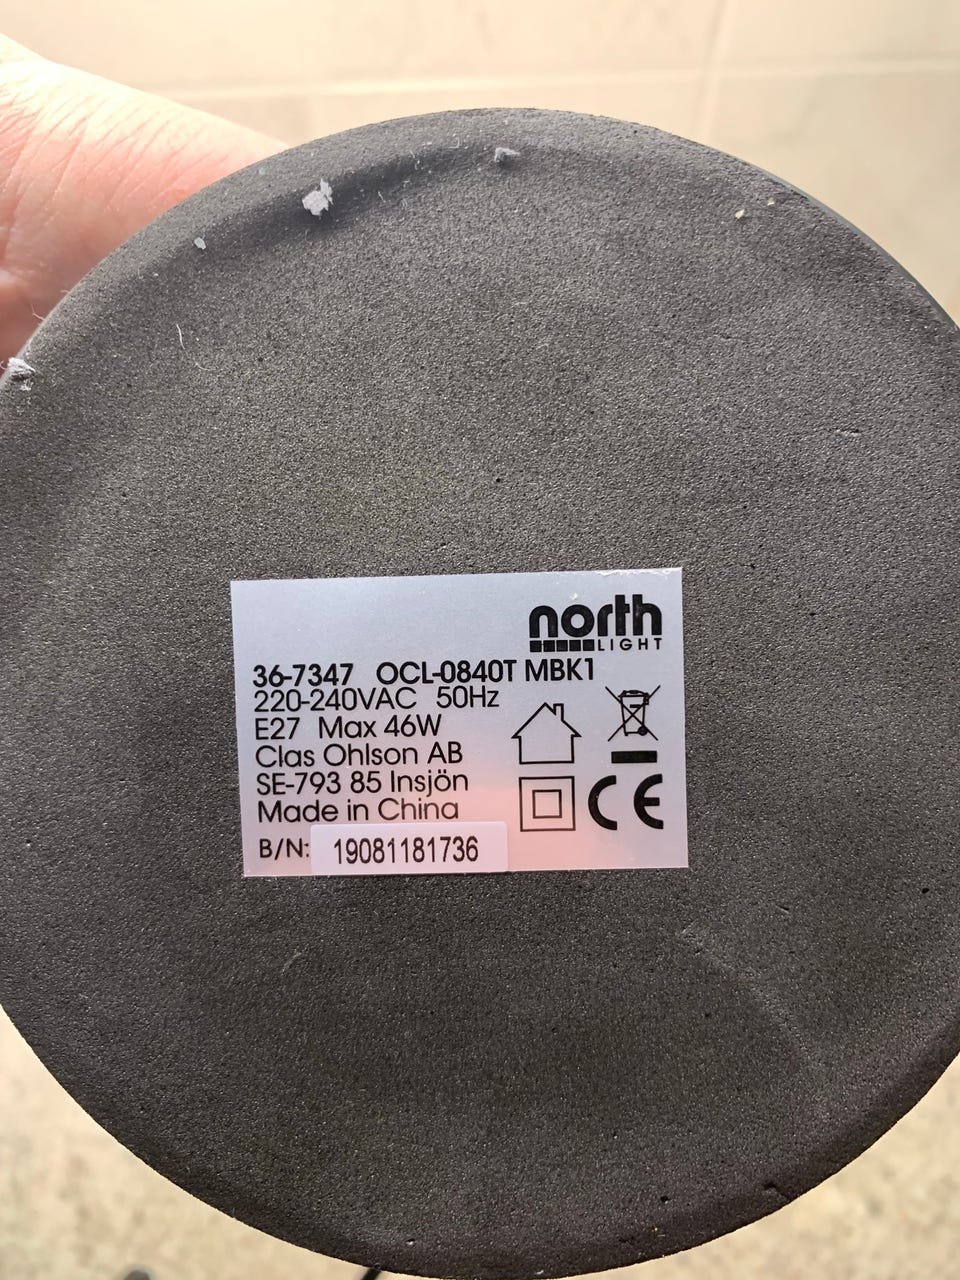 north
LIGHT
36-7347 OCL-0840T MBK1
220-240VAC 50Hz
E27 Max 46W
Clas Ohlson AB
SE-793 85 Insjön
Made in China
B/N: 19081181736
CE